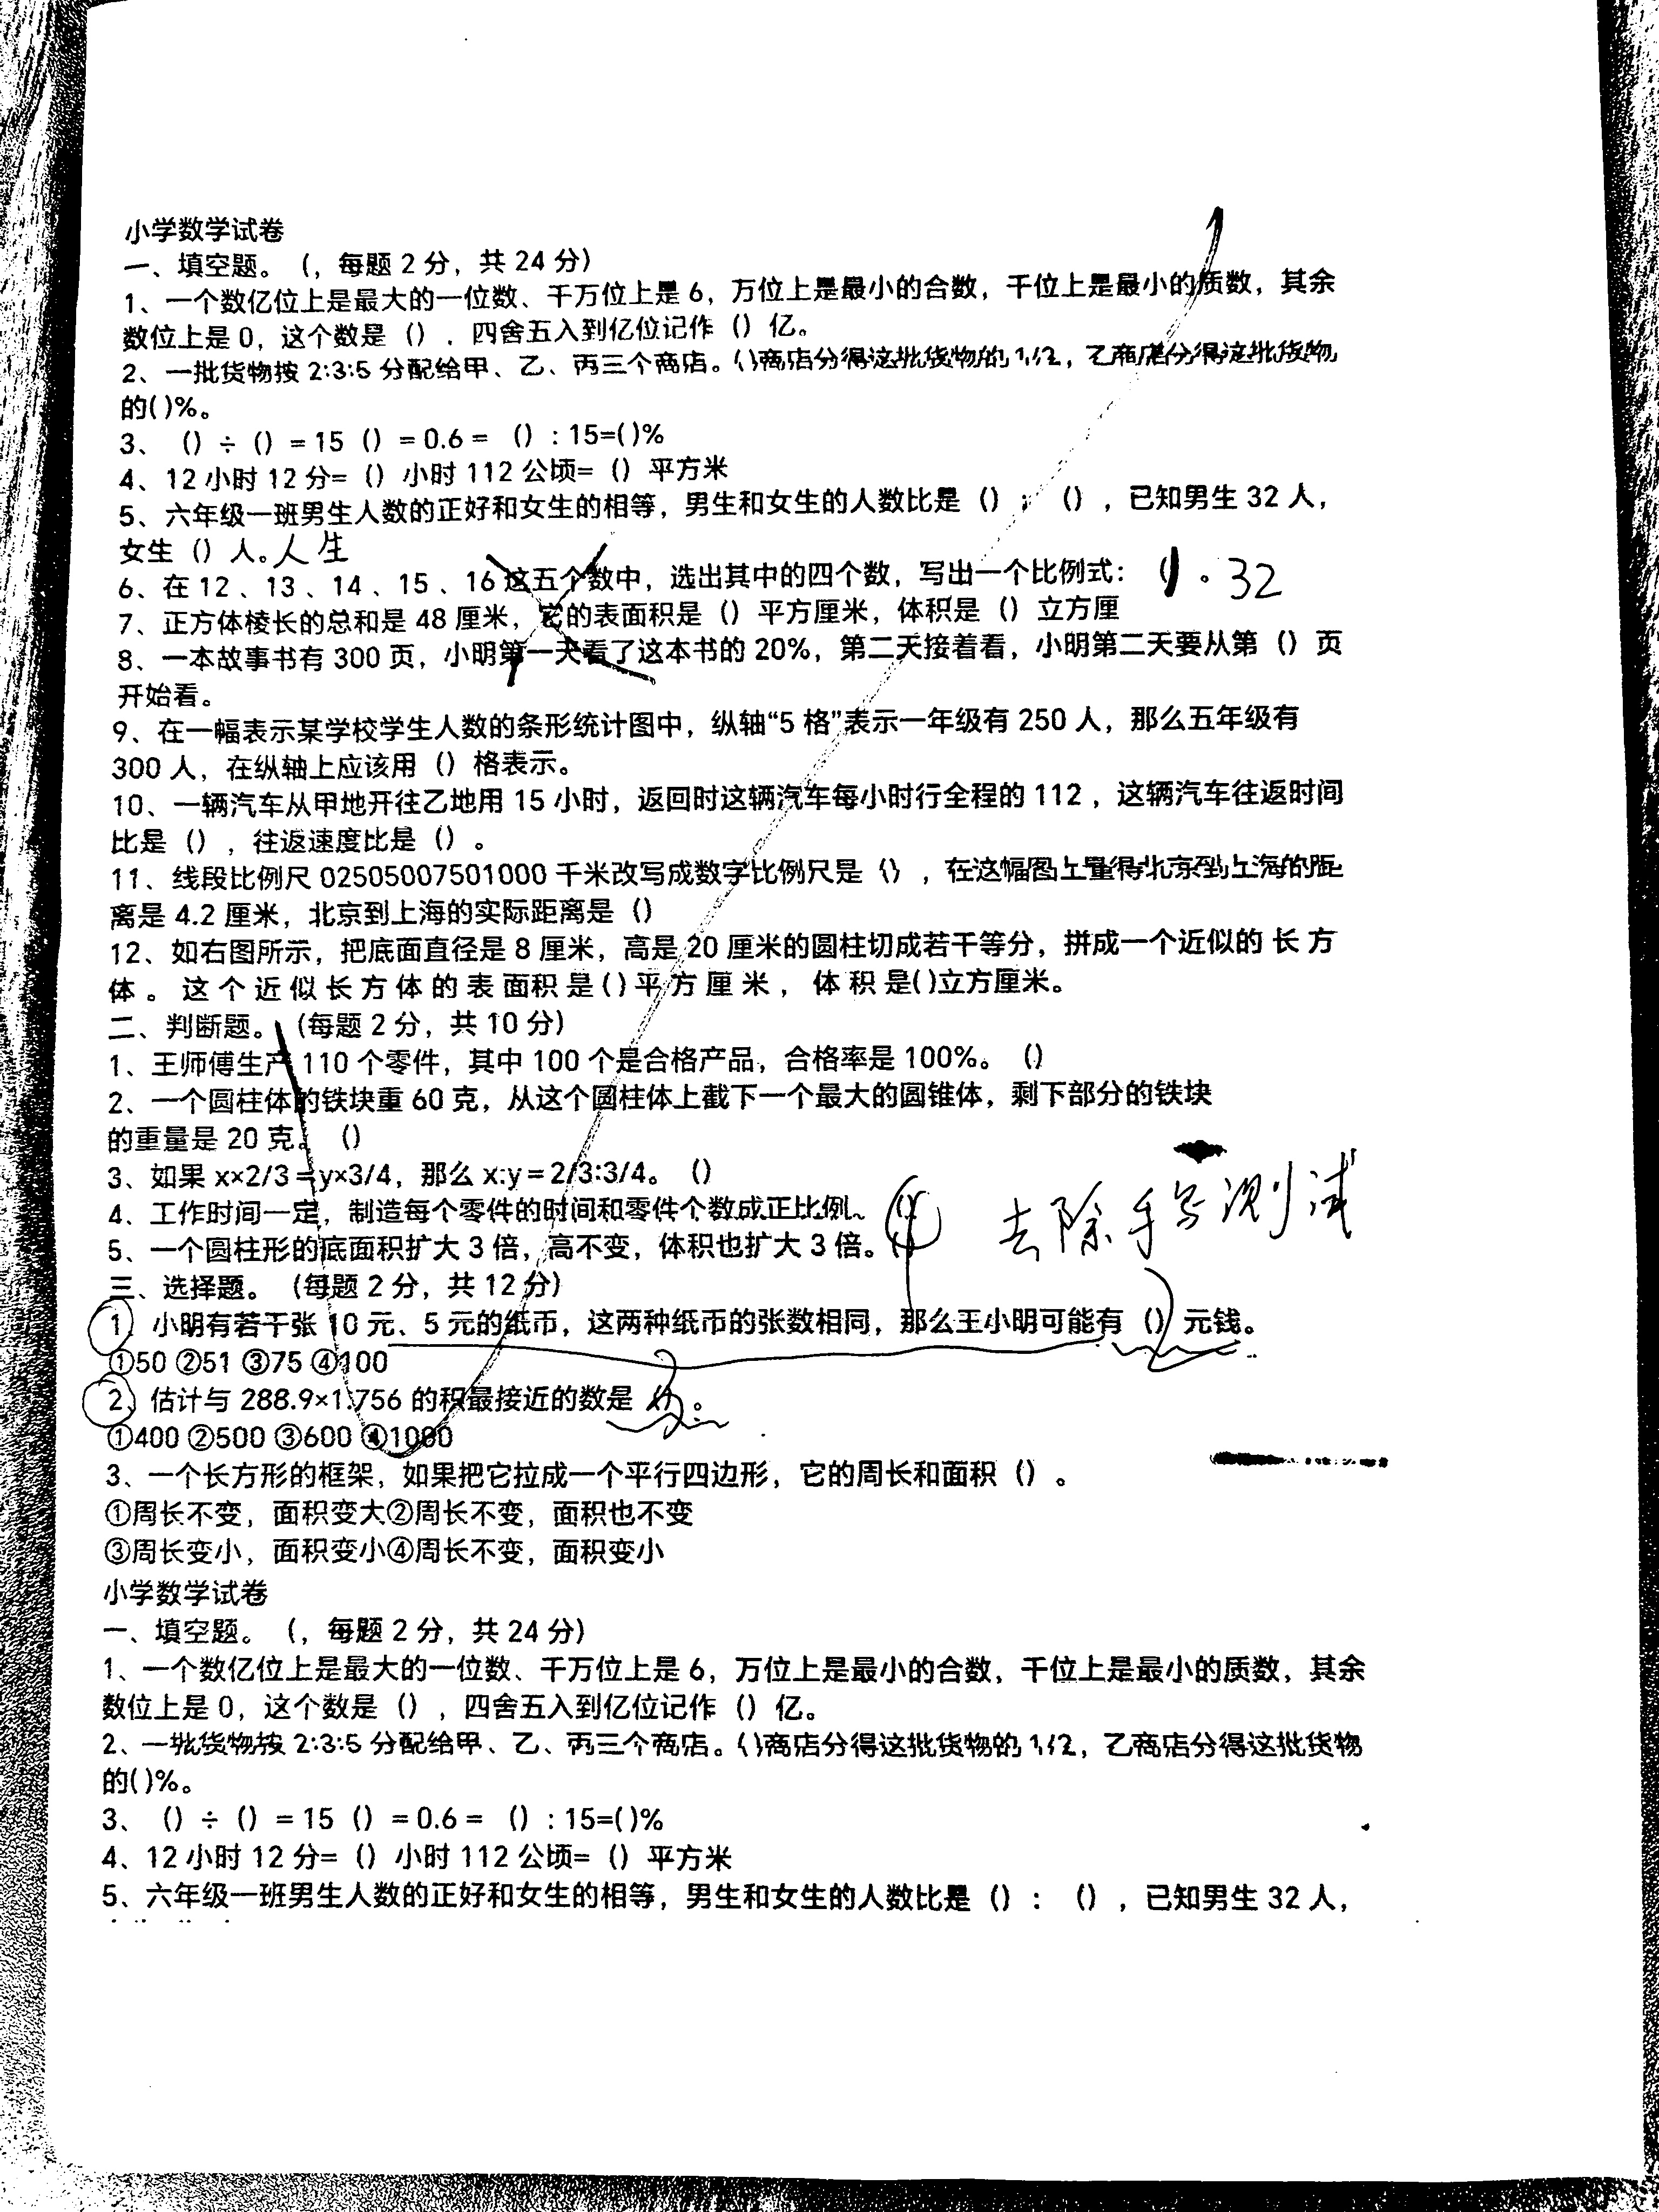 小学数学试卷
一、填空题。（，每题 2 分，共 24 分）
1、一个数亿位上是最大的一位数、千万位上是 6，万位上是最小的合数，千位上是最小的质数，其余
数位上是 0，这个数是（），四舍五入到亿位记作（）亿。
2、一批货物按 2:3:5 分配给甲、乙、丙三个商店。()商店分得这批货物的 1/2，乙商店分得这批货物
的()%。
3、（）÷（）= 15（）= 0.6 =（）: 15=()%
4、12 小时 12 分=（）小时 112 公顷=（）平方米
5、六年级一班男生人数的正好和女生的相等，男生和女生的人数比是（）：（），已知男生 32 人，
女生（）人。人生
6、在 12 、13 、14 、15 、16 这五个数中，选出其中的四个数，写出一个比例式：（）。32
7、正方体棱长的总和是 48 厘米，它的表面积是（）平方厘米，体积是（）立方厘
8、一本故事书有 300 页，小明第一天看了这本书的 20%，第二天接着看，小明第二天要从第（）页
开始看。
9、在一幅表示某学校学生人数的条形统计图中，纵轴“5 格”表示一年级有 250 人，那么五年级有
300 人，在纵轴上应该用（）格表示。
10、一辆汽车从甲地开往乙地用 15 小时，返回时这辆汽车每小时行全程的 112 ，这辆汽车往返时间
比是（），往返速度比是（）。
11、线段比例尺 02505007501000 千米改写成数字比例尺是（），在这幅图上量得北京到上海的距
离是 4.2 厘米，北京到上海的实际距离是（）
12、如右图所示，把底面直径是 8 厘米，高是 20 厘米的圆柱切成若干等分，拼成一个近似的 长 方
体 。 这 个 近 似 长 方 体 的 表 面积 是()平 方 厘 米 ， 体 积 是()立方厘米。
二、判断题。（每题 2 分，共 10 分）
1、王师傅生产 110 个零件，其中 100 个是合格产品，合格率是 100%。（）
2、一个圆柱体的铁块重 60 克，从这个圆柱体上截下一个最大的圆锥体，剩下部分的铁块
的重量是 20 克。（）
3、如果 x×2/3 = y×3/4，那么 x:y = 2/3:3/4。（）
4、工作时间一定，制造每个零件的时间和零件个数成正比例。（）
去除手写测试
5、一个圆柱形的底面积扩大 3 倍，高不变，体积也扩大 3 倍。（）
三、选择题。（每题 2 分，共 12 分）
1、小明有若干张 10 元、5 元的纸币，这两种纸币的张数相同，那么王小明可能有（）元钱。
①50 ②51 ③75 ④100
2、估计与 288.9×1.756 的积最接近的数是（）。
①400 ②500 ③600 ④1000
3、一个长方形的框架，如果把它拉成一个平行四边形，它的周长和面积（）。
①周长不变，面积变大②周长不变，面积也不变
③周长变小，面积变小④周长不变，面积变小
小学数学试卷
一、填空题。（，每题 2 分，共 24 分）
1、一个数亿位上是最大的一位数、千万位上是 6，万位上是最小的合数，千位上是最小的质数，其余
数位上是 0，这个数是（），四舍五入到亿位记作（）亿。
2、一批货物按 2:3:5 分配给甲、乙、丙三个商店。()商店分得这批货物的 1/2，乙商店分得这批货物
的()%。
3、（）÷（）= 15（）= 0.6 =（）: 15=()%
4、12 小时 12 分=（）小时 112 公顷=（）平方米
5、六年级一班男生人数的正好和女生的相等，男生和女生的人数比是（）：（），已知男生 32 人，